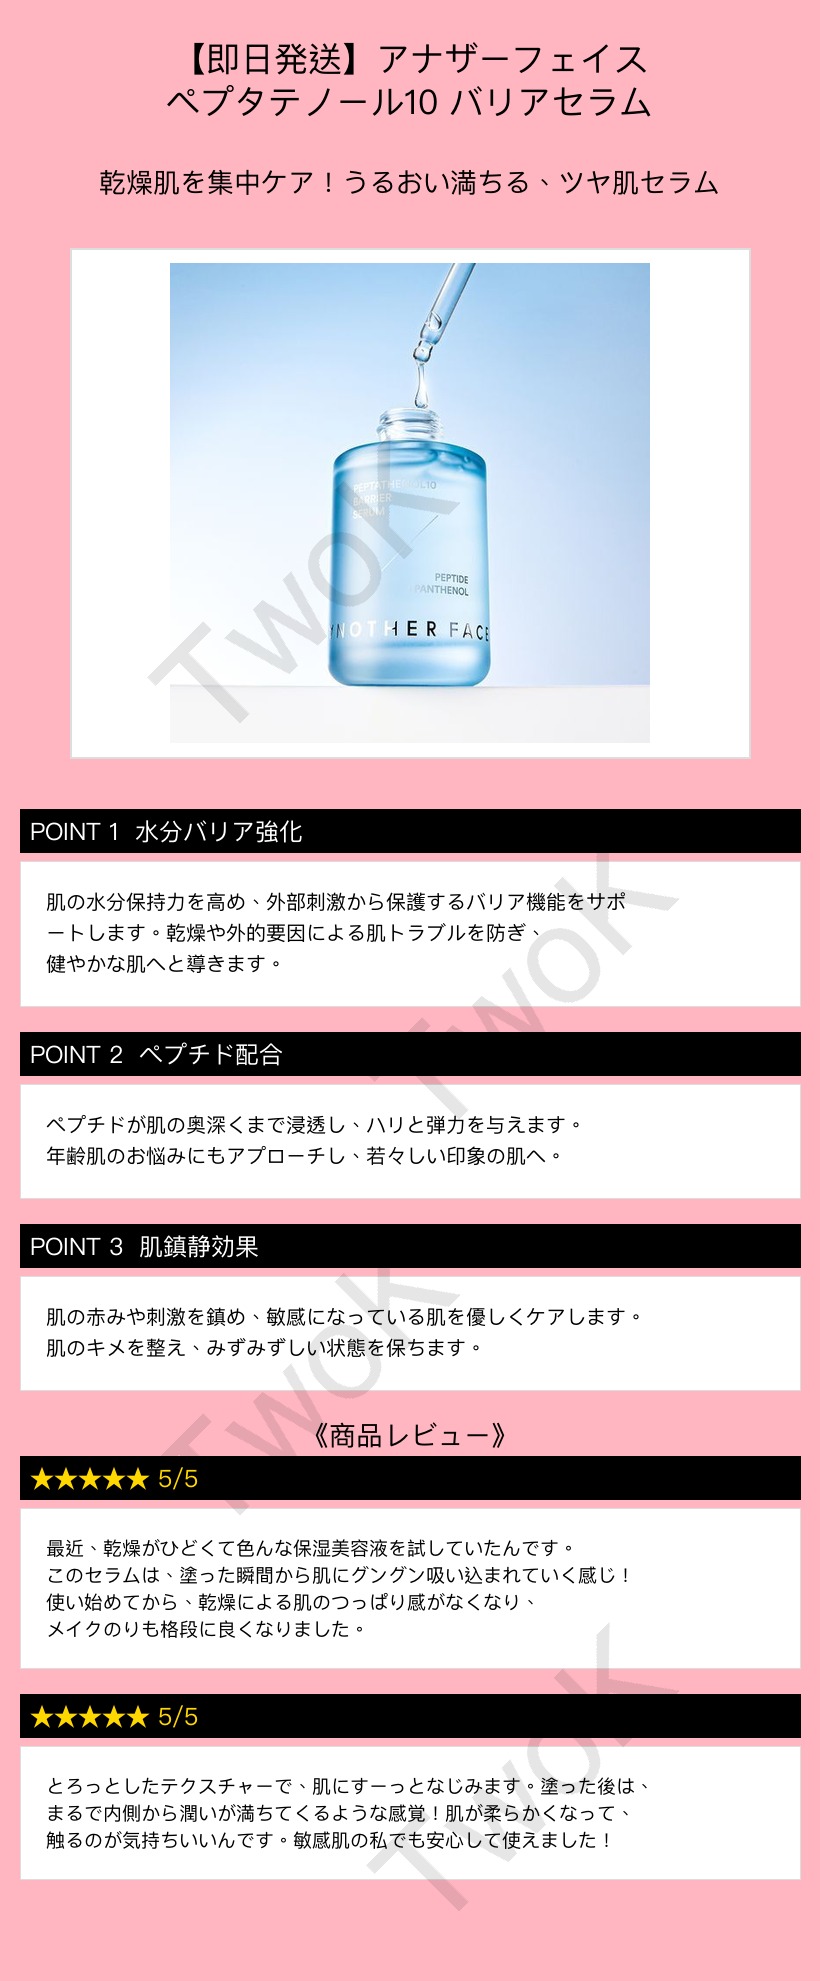 【即日発送】アナザーフェイス
ペプタテノール10 バリアセラム
乾燥肌を集中ケア！うるおい満ちる、ツヤ肌セラム
PEPTATHENOL10
BARRIER
SERUM
PEPTIDE
PANTHENOL
YNOTHER FACE
TwoK
POINT 1 水分バリア強化
肌の水分保持力を高め、外部刺激から保護するバリア機能をサポ
ートします。乾燥や外的要因による肌トラブルを防ぎ、
健やかな肌へと導きます。
TwoK
POINT 2 ペプチド配合
ペプチドが肌の奥深くまで浸透し、ハリと弾力を与えます。
年齢肌のお悩みにもアプローチし、若々しい印象の肌へ。
POINT 3 肌鎮静効果
肌の赤みや刺激を鎮め、敏感になっている肌を優しくケアします。
肌のキメを整え、みずみずしい状態を保ちます。
TwoK
《商品レビュー》
★★★★★ 5/5
最近、乾燥がひどくて色んな保湿美容液を試していたんです。
このセラムは、塗った瞬間から肌にグングン吸い込まれていく感じ！
使い始めてから、乾燥による肌のつっぱり感がなくなり、
メイクのりも格段に良くなりました。
★★★★★ 5/5
とろっとしたテクスチャーで、肌にすーっとなじみます。塗った後は、
まるで内側から潤いが満ちてくるような感覚！肌が柔らかくなって、
触るのが気持ちいいんです。敏感肌の私でも安心して使えました！
TwoK